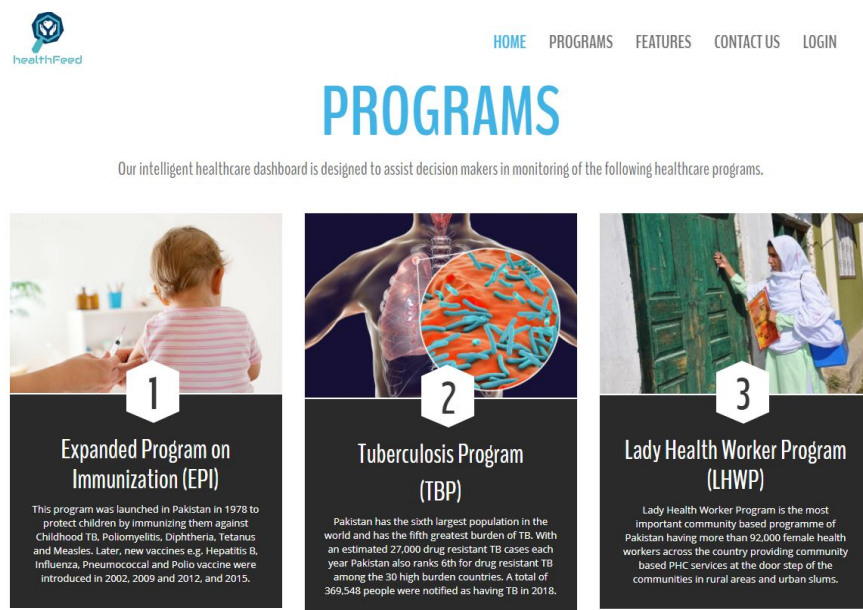 healthFeed
HOME PROGRAMS FEATURES CONTACT US LOGIN
PROGRAMS
Our intelligent healthcare dashboard is designed to assist decision makers in monitoring of the following healthcare programs.
1
Expanded Program on
Immunization (EPI)
This program was launched in Pakistan in 1978 to
protect children by immunizing them against
Childhood TB, Poliomyelitis, Diphtheria, Tetanus
and Measles. Later, new vaccines e.g. Hepatitis B,
Influenza, Pneumococcal and Polio vaccine were
introduced in 2002, 2009 and 2012, and 2015.
2
Tuberculosis Program
(TBP)
Pakistan has the sixth largest population in the
world and has the fifth greatest burden of TB. With
an estimated 27,000 drug resistant TB cases each
year Pakistan also ranks 6th for drug resistant TB
among the 30 high burden countries. A total of
369,548 people were notified as having TB in 2018.
3
Lady Health Worker Program
(LHWP)
Lady Health Worker Program is the most
important community based programme of
Pakistan having more than 92,000 female health
workers across the country providing community
based PHC services at the door step of the
communities in rural areas and urban slums.